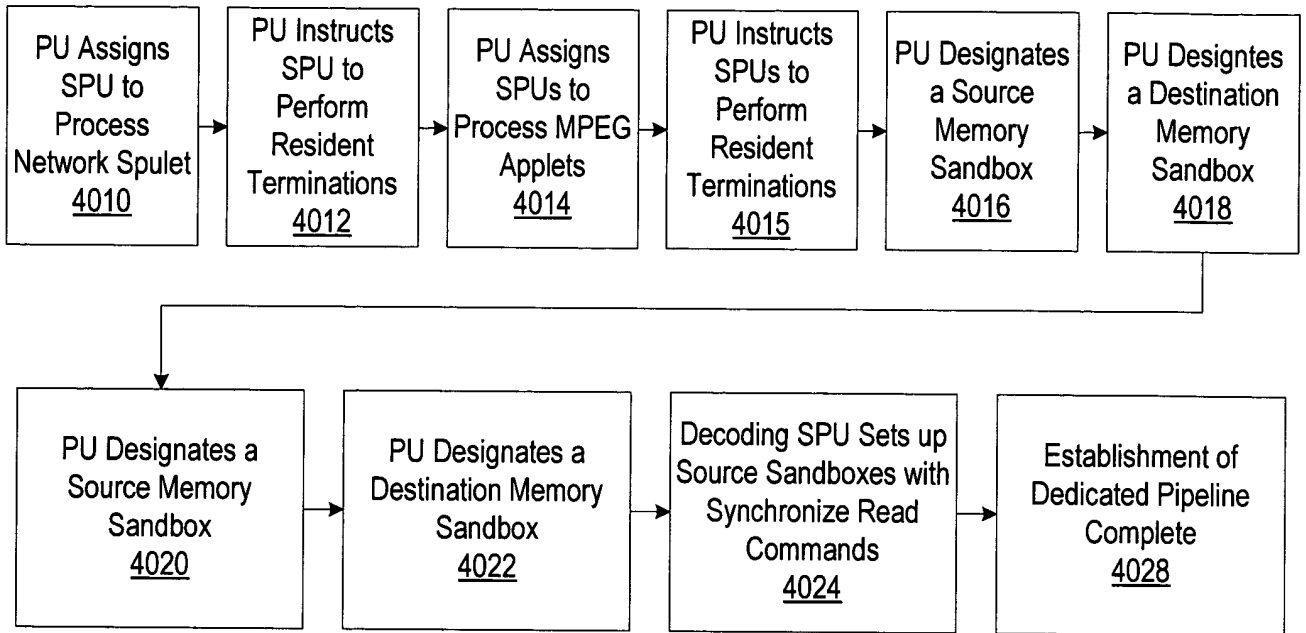 PU Assigns
SPU to
Process
Network Spulet
4010
PU Instructs
SPU to
Perform
Resident
Terminations
4012
PU Assigns
SPUs to
Process MPEG
Applets
4014
PU Instructs
SPUs to
Perform
Resident
Terminations
4015
PU Designates
a Source
Memory
Sandbox
4016
PU Designtes
a Destination
Memory
Sandbox
4018
PU Designates a
Source Memory
Sandbox
4020
PU Designates a
Destination Memory
Sandbox
4022
Decoding SPU Sets up
Source Sandboxes with
Synchronize Read
Commands
4024
Establishment of
Dedicated Pipeline
Complete
4028